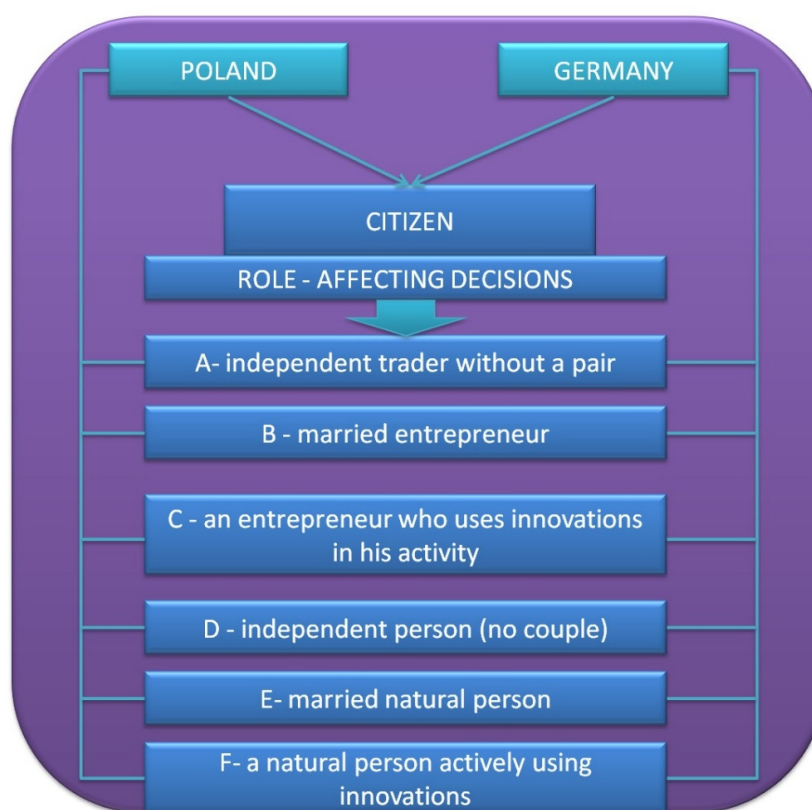 POLAND
GERMANY
CITIZEN
ROLE - AFFECTING DECISIONS
A- independent trader without a pair
B - married entrepreneur
C - an entrepreneur who uses innovations
in his activity
D - independent person (no couple)
E- married natural person
F- a natural person actively using
innovations